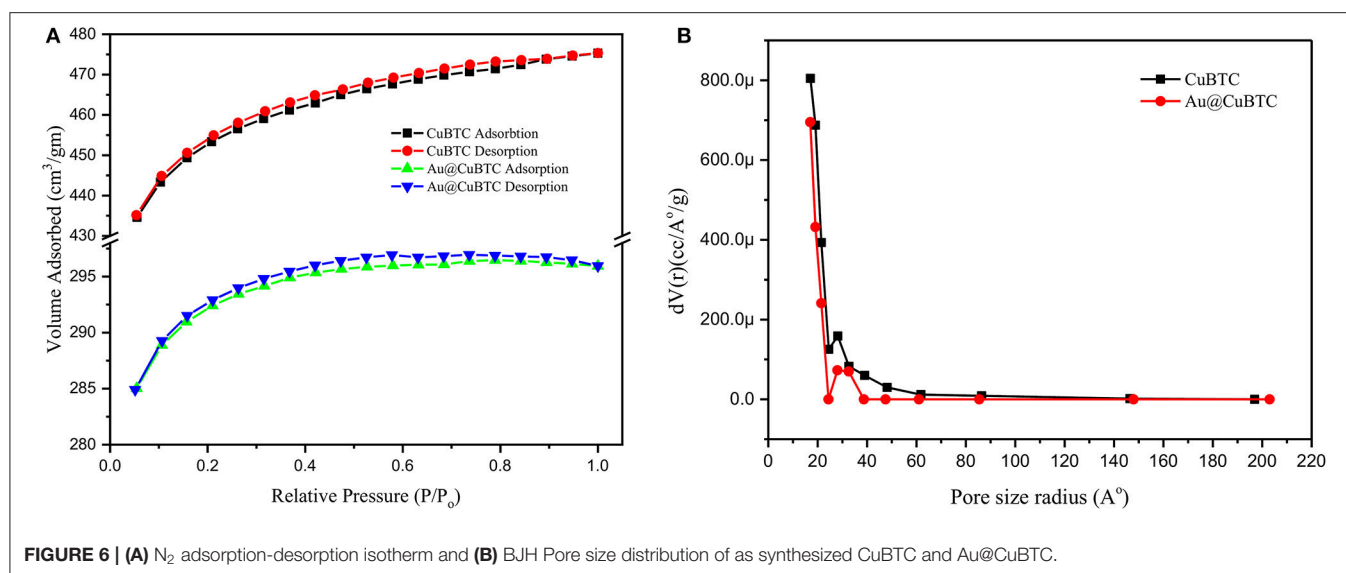 A
480
470
460
450
440
430
295
290
285
280
Volume Adsorbed (cm³/gm)
CuBTC Adsorbtion
CuBTC Desorption
Au@CuBTC Adsorption
Au@CuBTC Desorption
0.0 0.2 0.4 0.6 0.8 1.0
Relative Pressure (P/Pₒ)
B
800.0µ
600.0µ
400.0µ
200.0µ
0.0
dV(r)(cc/Aᵒ/g)
CuBTC
Au@CuBTC
0 20 40 60 80 100 120 140 160 180 200 220
Pore size radius (Aᵒ)
FIGURE 6 | (A) N₂ adsorption-desorption isotherm and (B) BJH Pore size distribution of as synthesized CuBTC and Au@CuBTC.